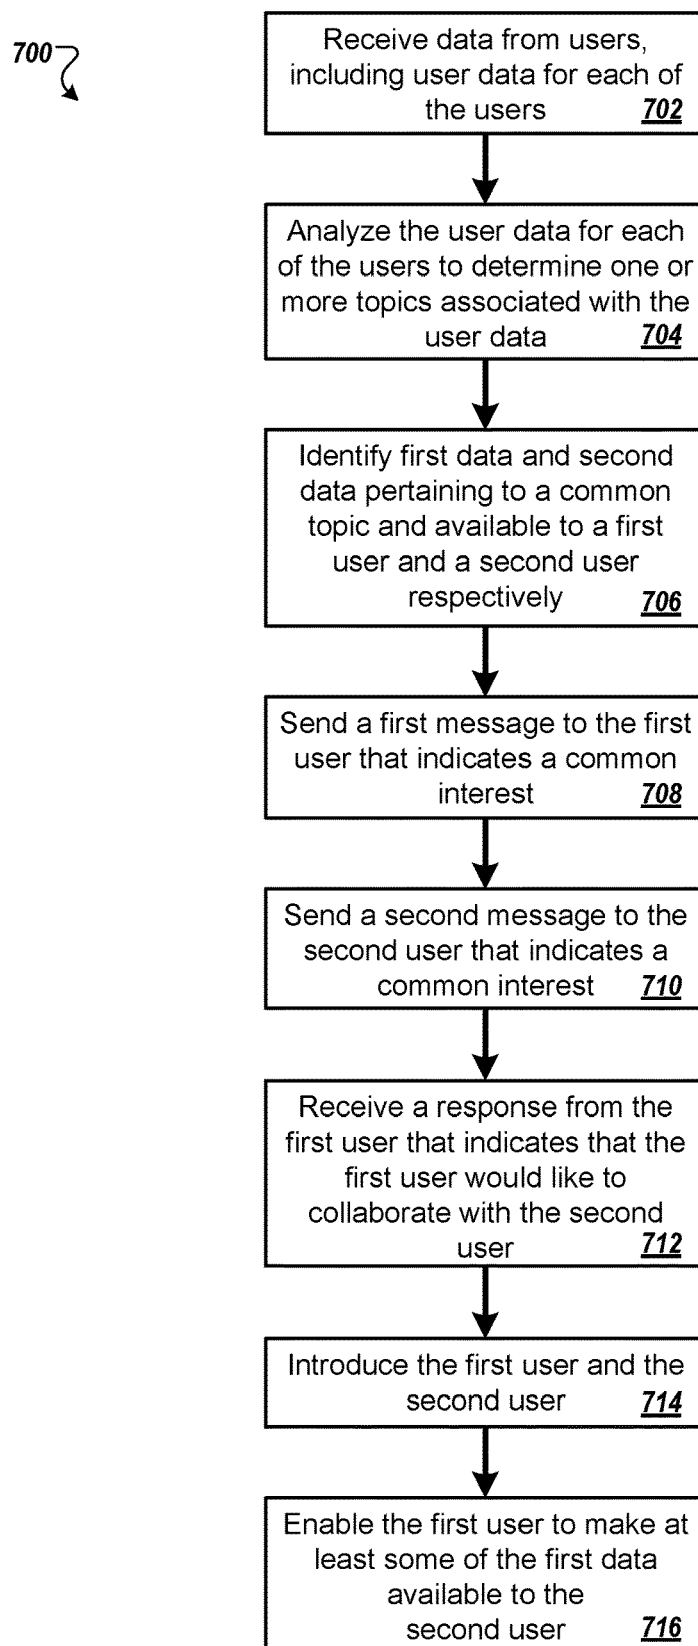 700
Receive data from users,
including user data for each of
the users 702
Analyze the user data for each
of the users to determine one or
more topics associated with the
user data 704
Identify first data and second
data pertaining to a common
topic and available to a first
user and a second user
respectively 706
Send a first message to the first
user that indicates a common
interest 708
Send a second message to the
second user that indicates a
common interest 710
Receive a response from the
first user that indicates that the
first user would like to
collaborate with the second
user 712
Introduce the first user and the
second user 714
Enable the first user to make at
least some of the first data
available to the
second user 716